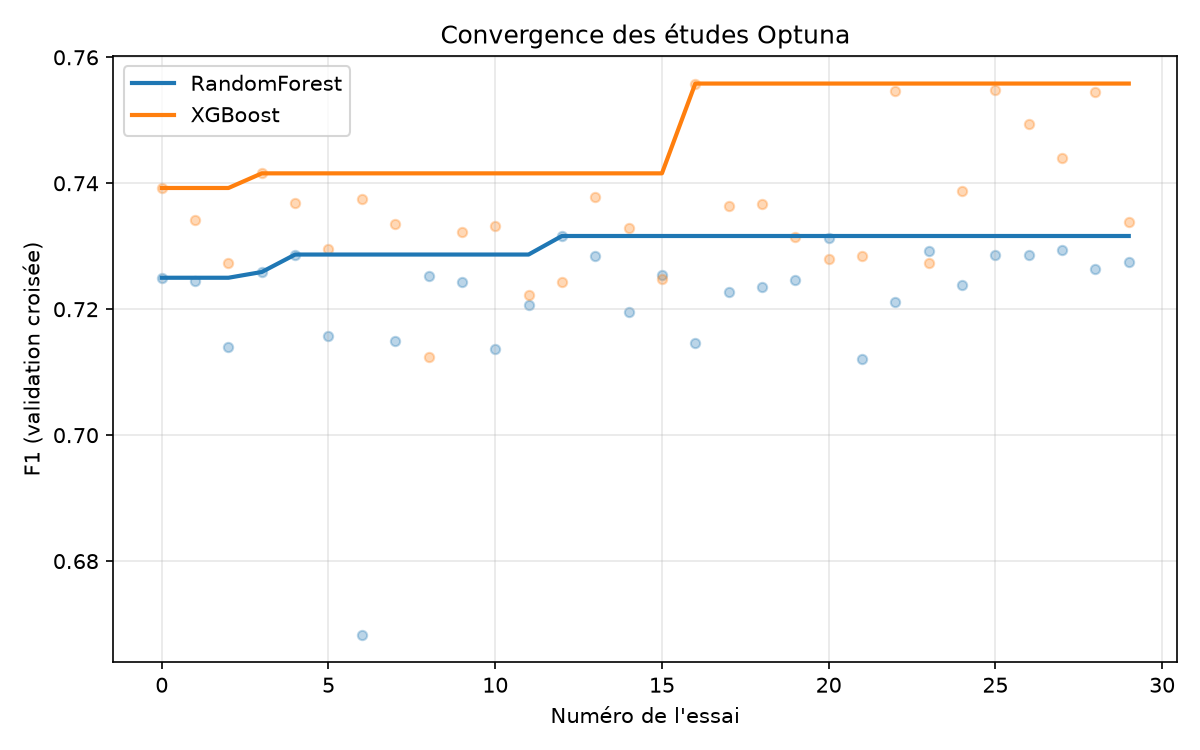 Convergence des études Optuna
RandomForest
XGBoost
F1 (validation croisée)
0.76
0.74
0.72
0.70
0.68
0
5
10
15
20
25
30
Numéro de l'essai